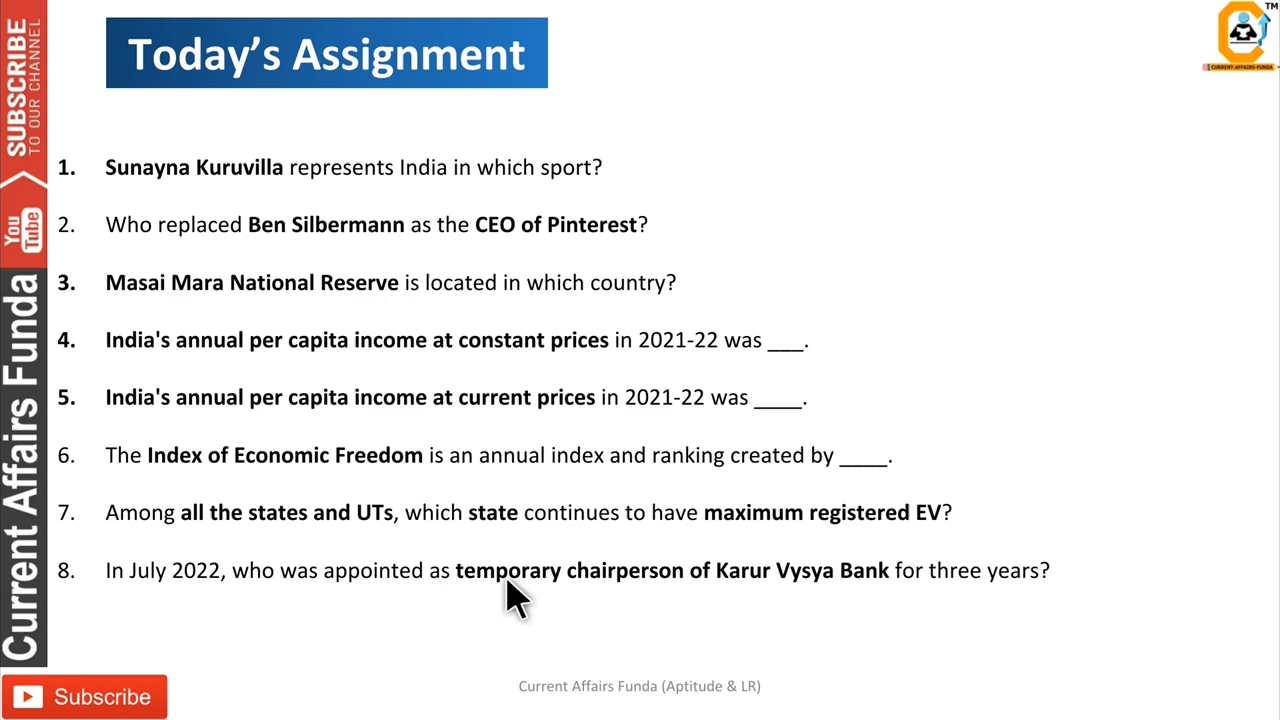 SUBSCRIBE
TO OUR CHANNEL
You
Tube
Current Affairs Funda
Today’s Assignment
TM
CURRENT-AFFAIRS-FUNDA
1. Sunayna Kuruvilla represents India in which sport?
2. Who replaced Ben Silbermann as the CEO of Pinterest?
3. Masai Mara National Reserve is located in which country?
4. India's annual per capita income at constant prices in 2021-22 was ___.
5. India's annual per capita income at current prices in 2021-22 was ____.
6. The Index of Economic Freedom is an annual index and ranking created by ____.
7. Among all the states and UTs, which state continues to have maximum registered EV?
8. In July 2022, who was appointed as temporary chairperson of Karur Vysya Bank for three years?
Subscribe
Current Affairs Funda (Aptitude & LR)